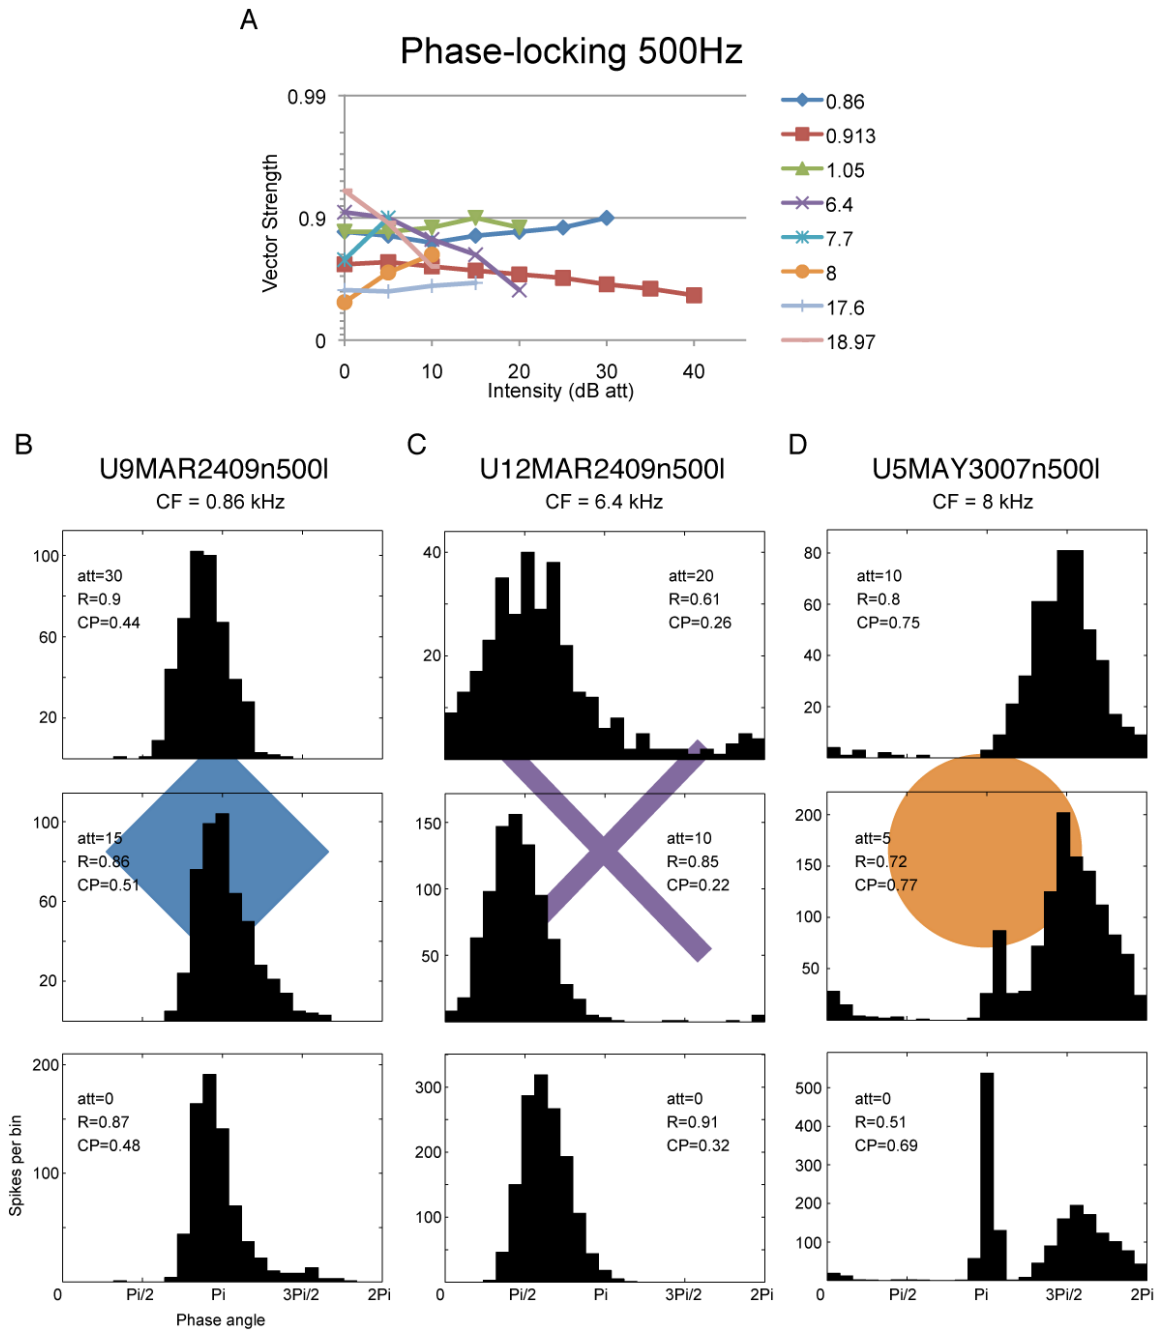 A
Phase-locking 500Hz
0.99
0.9
0
Vector Strength
0 10 20 30 40
Intensity (dB att)
0.86
0.913
1.05
6.4
7.7
8
17.6
18.97
B
U9MAR2409n500l
CF = 0.86 kHz
100
60
20
att=30
R=0.9
CP=0.44
100
60
20
att=15
R=0.86
CP=0.51
200
100
att=0
R=0.87
CP=0.48
Spikes per bin
0 Pi/2 Pi 3Pi/2 2Pi
Phase angle
C
U12MAR2409n500l
CF = 6.4 kHz
40
20
att=20
R=0.61
CP=0.26
150
100
50
att=10
R=0.85
CP=0.22
300
200
100
att=0
R=0.91
CP=0.32
0 Pi/2 Pi 3Pi/2 2Pi
D
U5MAY3007n500l
CF = 8 kHz
80
60
40
20
att=10
R=0.8
CP=0.75
200
150
100
50
att=5
R=0.72
CP=0.77
500
400
300
200
100
att=0
R=0.51
CP=0.69
0 Pi/2 Pi 3Pi/2 2Pi